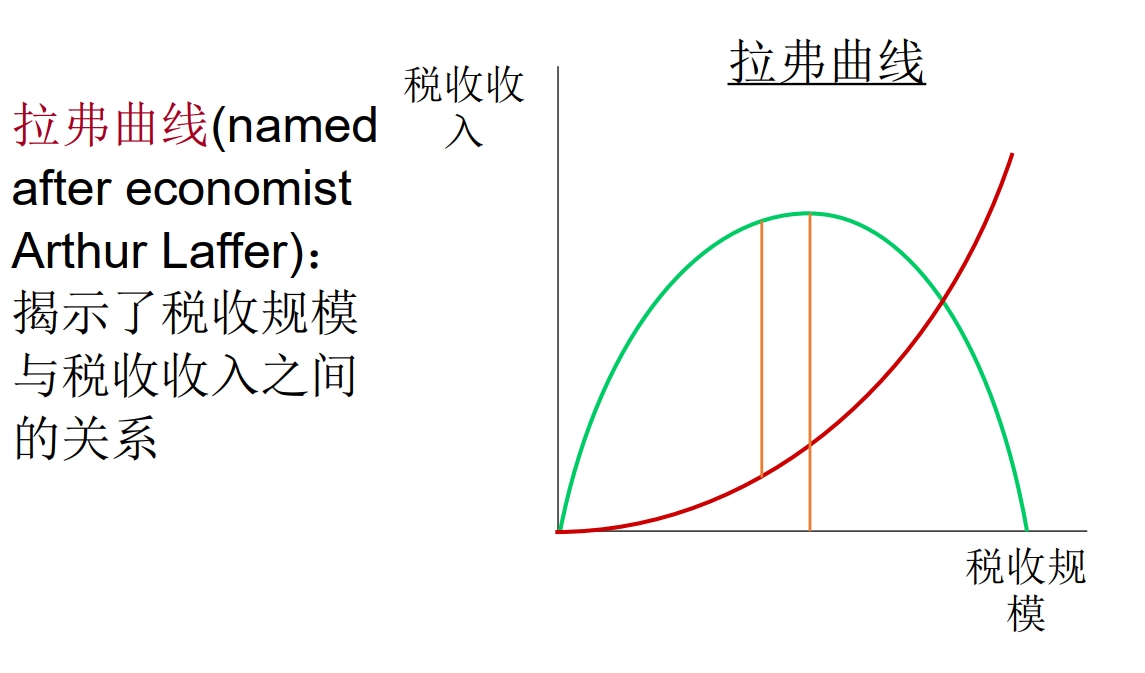 拉弗曲线
拉弗曲线(named
after economist
Arthur Laffer)：
揭示了税收规模
与税收收入之间
的关系
税收收
入
税收规
模